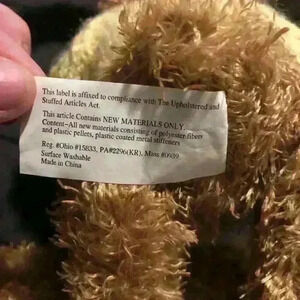 This label is affixed to compliance with The Upholstered and
Stuffed Articles Act.
This article Contains NEW MATERIALS ONLY.
Content-All new materials consisting of polyester fibers
and plastic pellets, plastic coated metal stiffeners
Reg. #Ohio #15833, PA#2296(KR), Mass #0939
Surface Washable
Made in China